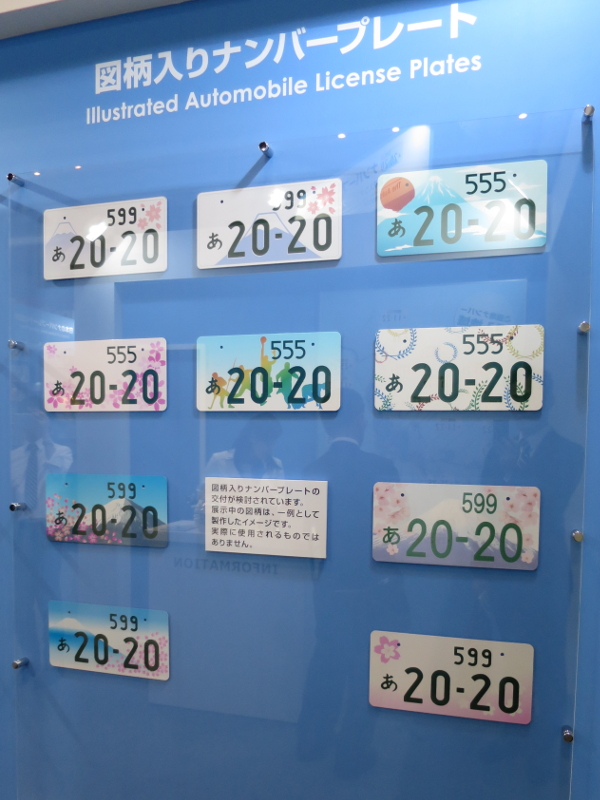 図柄入りナンバープレート
Illustrated Automobile License Plates
599
あ 20-20
599
あ 20-20
555
あ 20-20
555
あ 20-20
555
あ 20-20
555
あ 20-20
599
あ 20-20
図柄入りナンバープレートの
交付が検討されています。
展示中の図柄は、一例として
製作したイメージです。
実際に使用されるものでは
ありません。
599
あ 20-20
INFORMATION
599
あ 20-20
599
あ 20-20